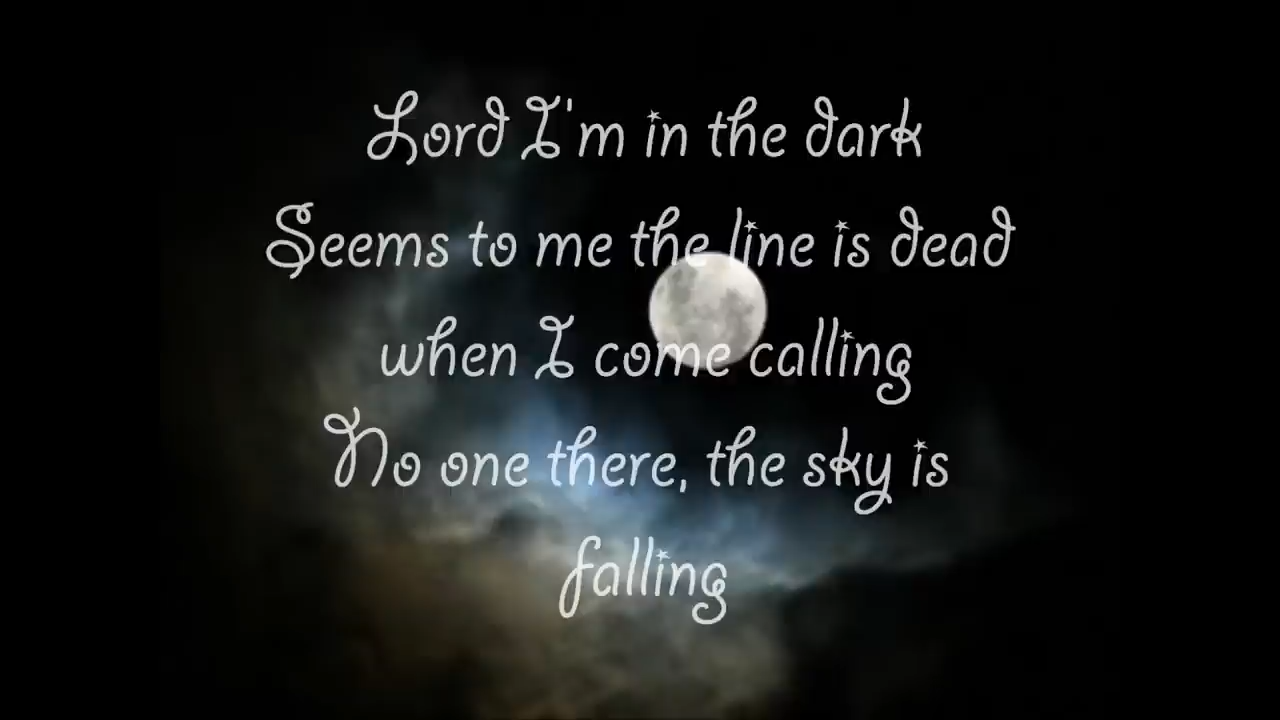 Lord I'm in the dark
Seems to me the line is dead
when I come calling
No one there, the sky is
falling